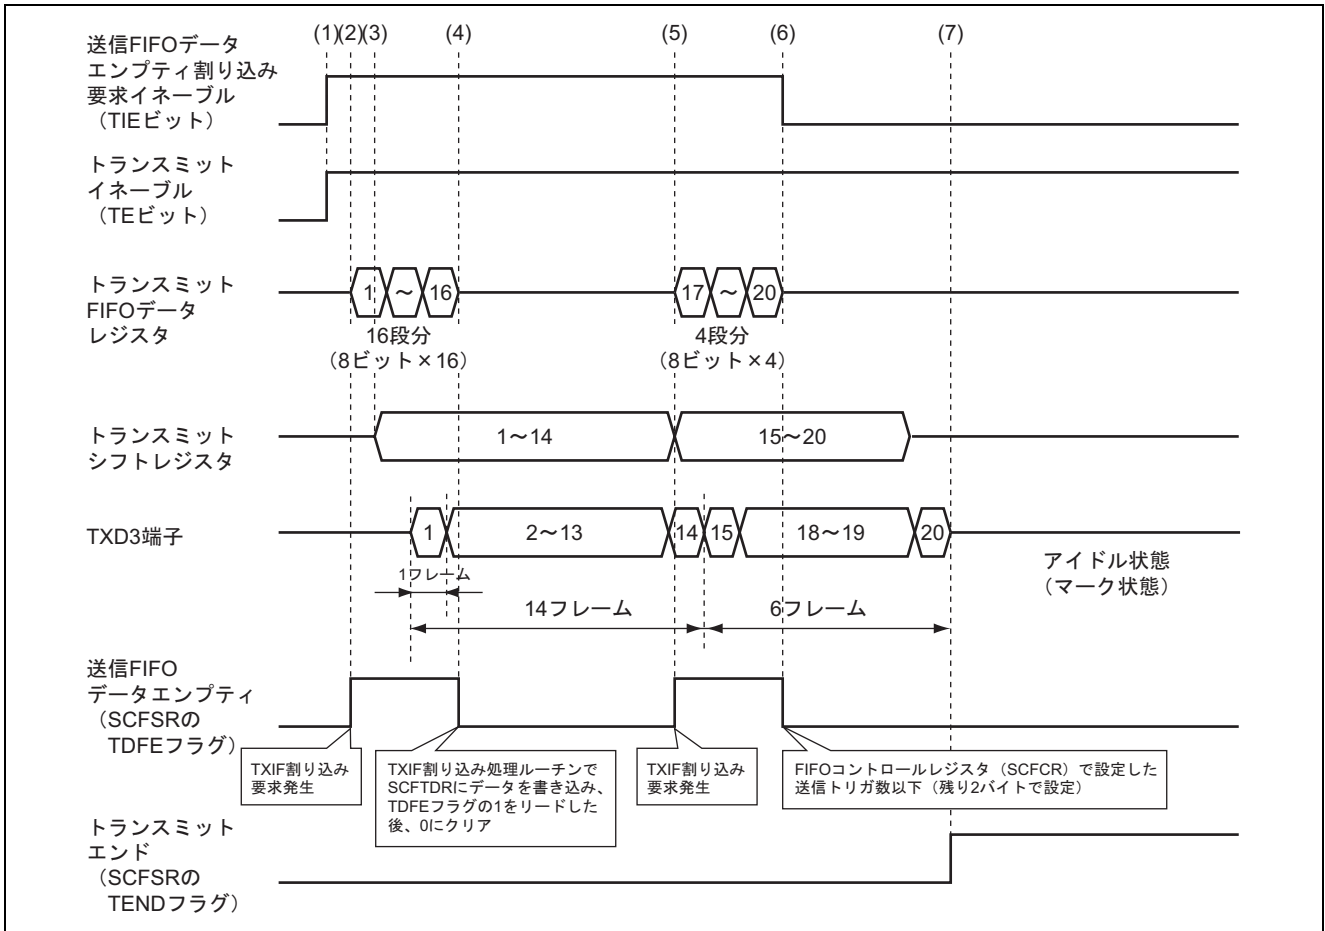 (1)(2)(3)
(4)
(5)
(6)
(7)
送信FIFOデータ
エンプティ割り込み
要求イネーブル
（TIEビット）
トランスミット
イネーブル
（TEビット）
トランスミット
FIFOデータ
レジスタ
1
～
16
17
～
20
16段分
（8ビット×16）
4段分
（8ビット×4）
トランスミット
シフトレジスタ
1～14
15～20
TXD3端子
1
2～13
14
15
18～19
20
アイドル状態
（マーク状態）
1フレーム
14フレーム
6フレーム
送信FIFO
データエンプティ
（SCFSRの
TDFEフラグ）
TXIF割り込み
要求発生
TXIF割り込み処理ルーチンで
SCFTDRにデータを書き込み、
TDFEフラグの1をリードした
後、0にクリア
TXIF割り込み
要求発生
FIFOコントロールレジスタ（SCFCR）で設定した
送信トリガ数以下（残り2バイトで設定）
トランスミット
エンド
（SCFSRの
TENDフラグ）